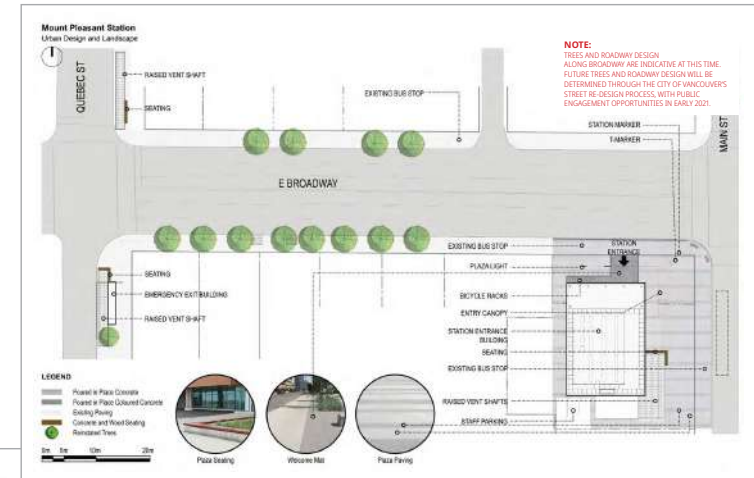 Mount Pleasant Station
Urban Design and Landscape
QUEBEC ST
RAISED VENT SHAFT
SEATING
EXISTING BUS STOP
NOTE:
TREES AND ROADWAY DESIGN
ALONG BROADWAY ARE INDICATIVE AT THIS TIME.
FUTURE TREES AND ROADWAY DESIGN WILL BE
DETERMINED THROUGH THE CITY OF VANCOUVER'S
STREET RE-DESIGN PROCESS, WITH PUBLIC
ENGAGEMENT OPPORTUNITIES IN EARLY 2021.
STATION MARKER
T-MARKER
MAIN ST
E BROADWAY
EXISTING BUS STOP
STATION
ENTRANCE
PLAZA LIGHT
BICYCLE RACKS
ENTRY CANOPY
STATION ENTRANCE
BUILDING
SEATING
EXISTING BUS STOP
RAISED VENT SHAFTS
STAFF PARKING
SEATING
EMERGENCY EXIT BUILDING
RAISED VENT SHAFT
LEGEND
Poured in Place Concrete
Poured in Place Coloured Concrete
Existing Paving
Concrete and Wood Seating
Reinstated Trees
0m 5m 10m 20m
Plaza Seating
Welcome Mat
Plaza Paving